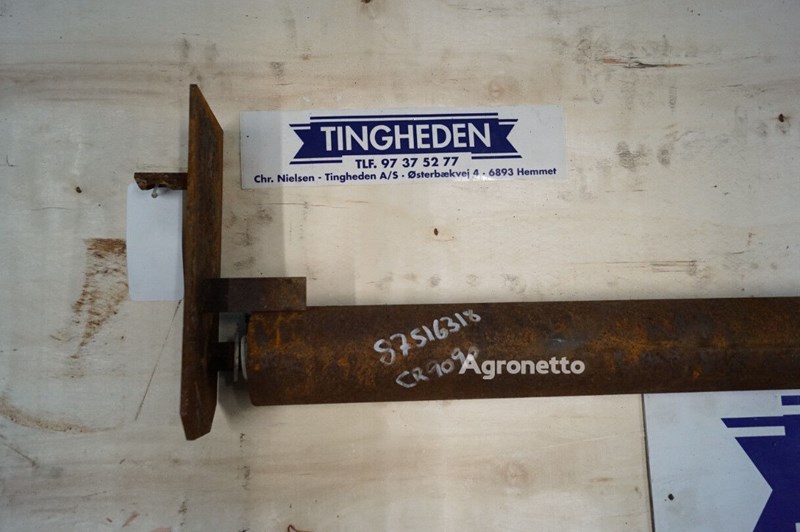 TINGHEDEN
TLF. 97 37 52 77
Chr. Nielsen - Tingheden A/S · Østerbækvej 4 · 6893 Hemmet
87516318
CR9090
Agronetto